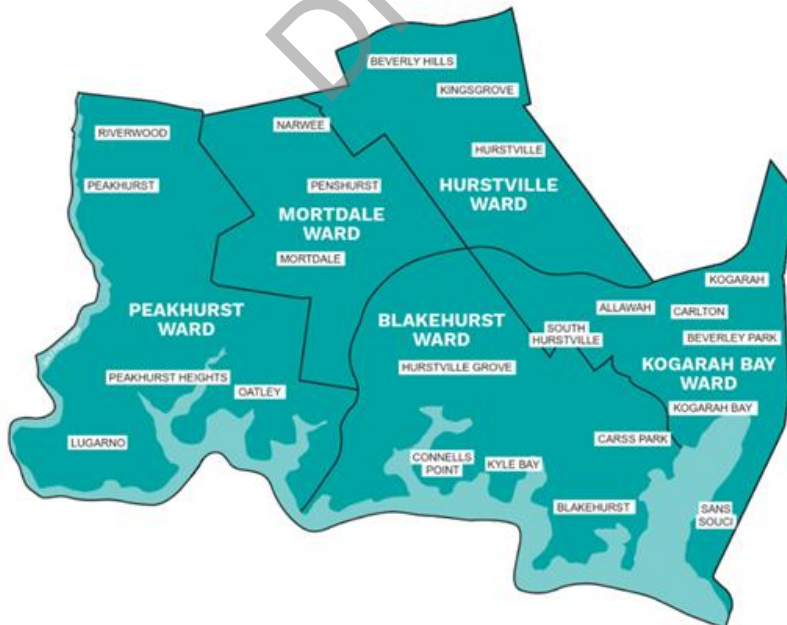 BEVERLY HILLS
KINGSGROVE
RIVERWOOD
NARWEE
HURSTVILLE
PEAKHURST
PENSHURST
HURSTVILLE
WARD
MORTDALE
WARD
MORTDALE
KOGARAH
PEAKHURST
WARD
BLAKEHURST
WARD
ALLAWAH
CARLTON
SOUTH
HURSTVILLE
BEVERLEY PARK
KOGARAH BAY
WARD
HURSTVILLE GROVE
PEAKHURST HEIGHTS
OATLEY
KOGARAH BAY
LUGARNO
CARSS PARK
CONNELLS
POINT
KYLE BAY
BLAKEHURST
SANS
SOUCI